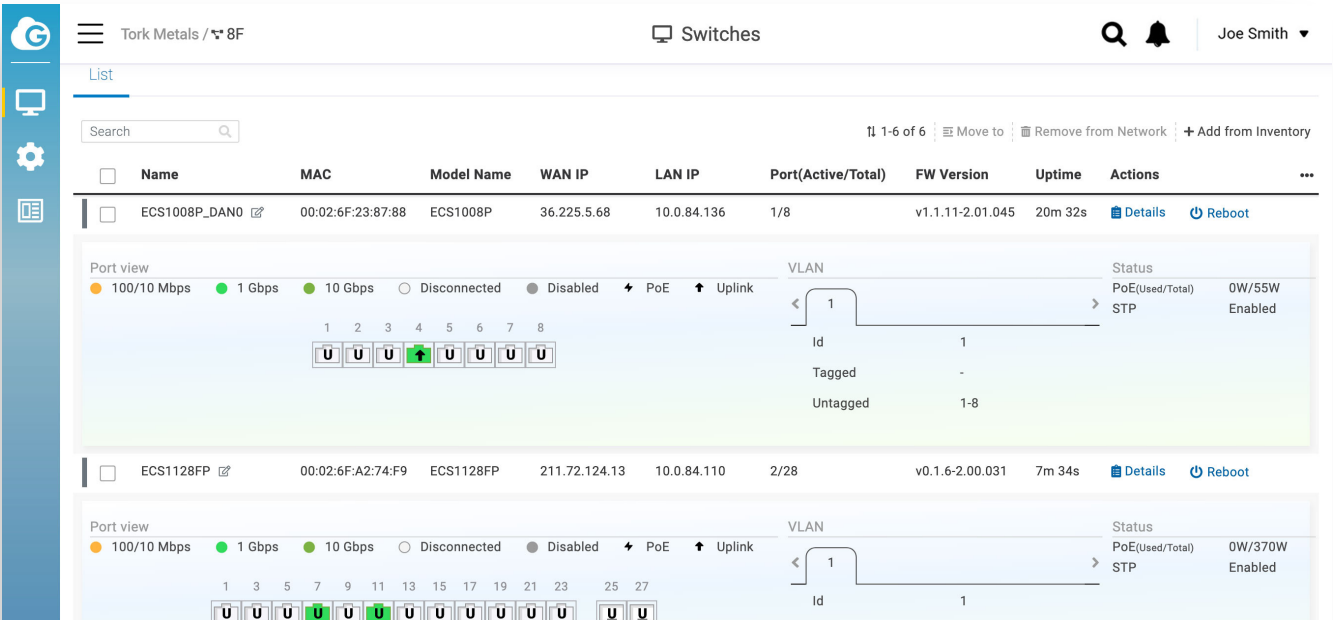 G
Tork Metals / 8F
Switches
Joe Smith
List
Search
1-6 of 6 Move to Remove from Network + Add from Inventory
Name MAC Model Name WAN IP LAN IP Port(Active/Total) FW Version Uptime Actions •••
ECS1008P_DAN0 00:02:6F:23:87:88 ECS1008P 36.225.5.68 10.0.84.136 1/8 v1.1.11-2.01.045 20m 32s Details Reboot
Port view VLAN Status
100/10 Mbps 1 Gbps 10 Gbps Disconnected Disabled PoE Uplink
PoE(Used/Total) 0W/55W
1
STP Enabled
1 2 3 4 5 6 7 8
U U U U U U U
Id 1
Tagged -
Untagged 1-8
ECS1128FP 00:02:6F:A2:74:F9 ECS1128FP 211.72.124.13 10.0.84.110 2/28 v0.1.6-2.00.031 7m 34s Details Reboot
Port view VLAN Status
100/10 Mbps 1 Gbps 10 Gbps Disconnected Disabled PoE Uplink
PoE(Used/Total) 0W/370W
1
STP Enabled
1 3 5 7 9 11 13 15 17 19 21 23 25 27
U U U U U U U U U U U U U U
Id 1